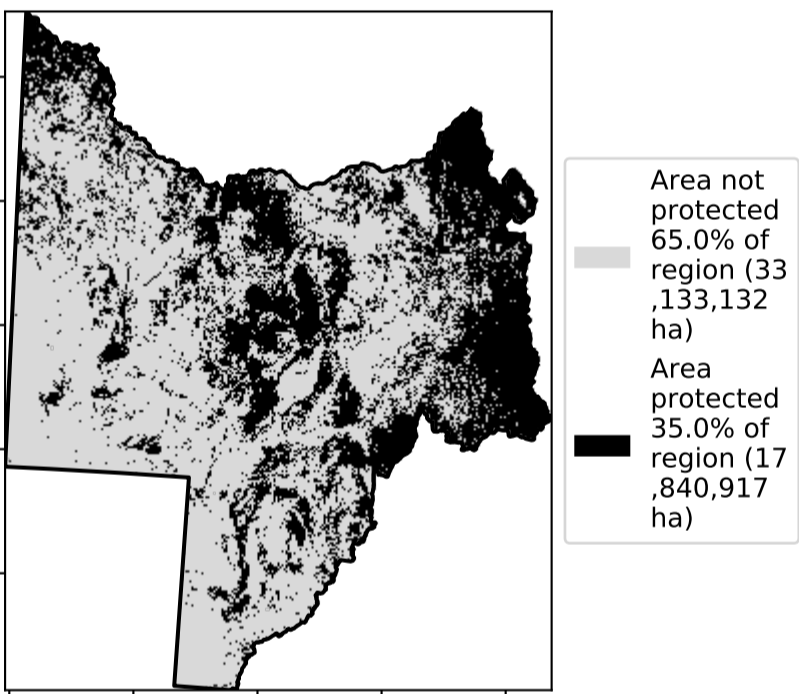 Area not
protected
65.0% of
region (33
,133,132
ha)
Area
protected
35.0% of
region (17
,840,917
ha)